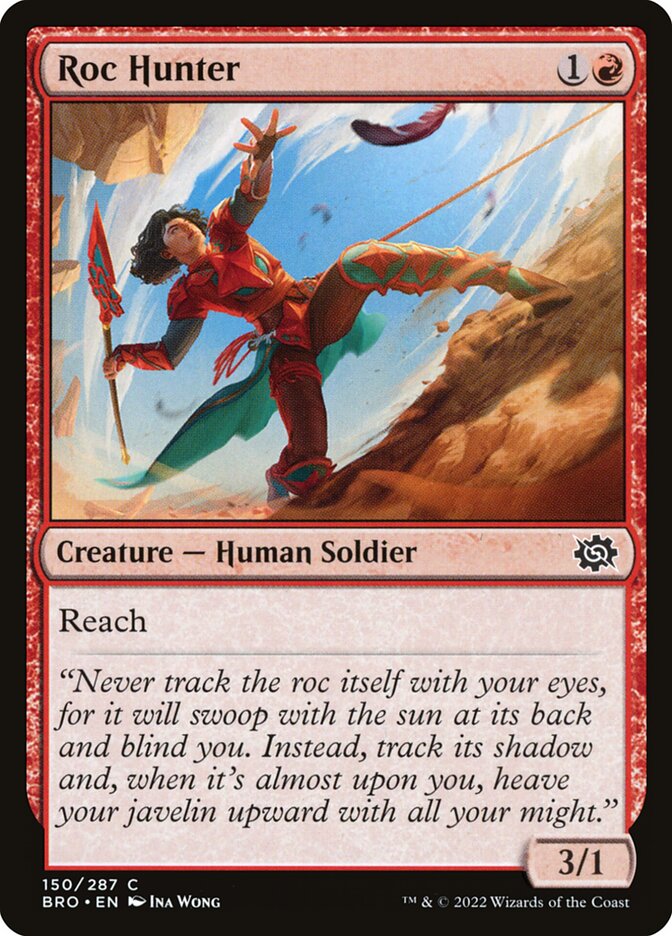 Roc Hunter 1
Creature — Human Soldier
Reach
“Never track the roc itself with your eyes,
for it will swoop with the sun at its back
and blind you. Instead, track its shadow
and, when it’s almost upon you, heave
your javelin upward with all your might.”
3/1
150/287 C
BRO • EN Ina Wong ™ & © 2022 Wizards of the Coast